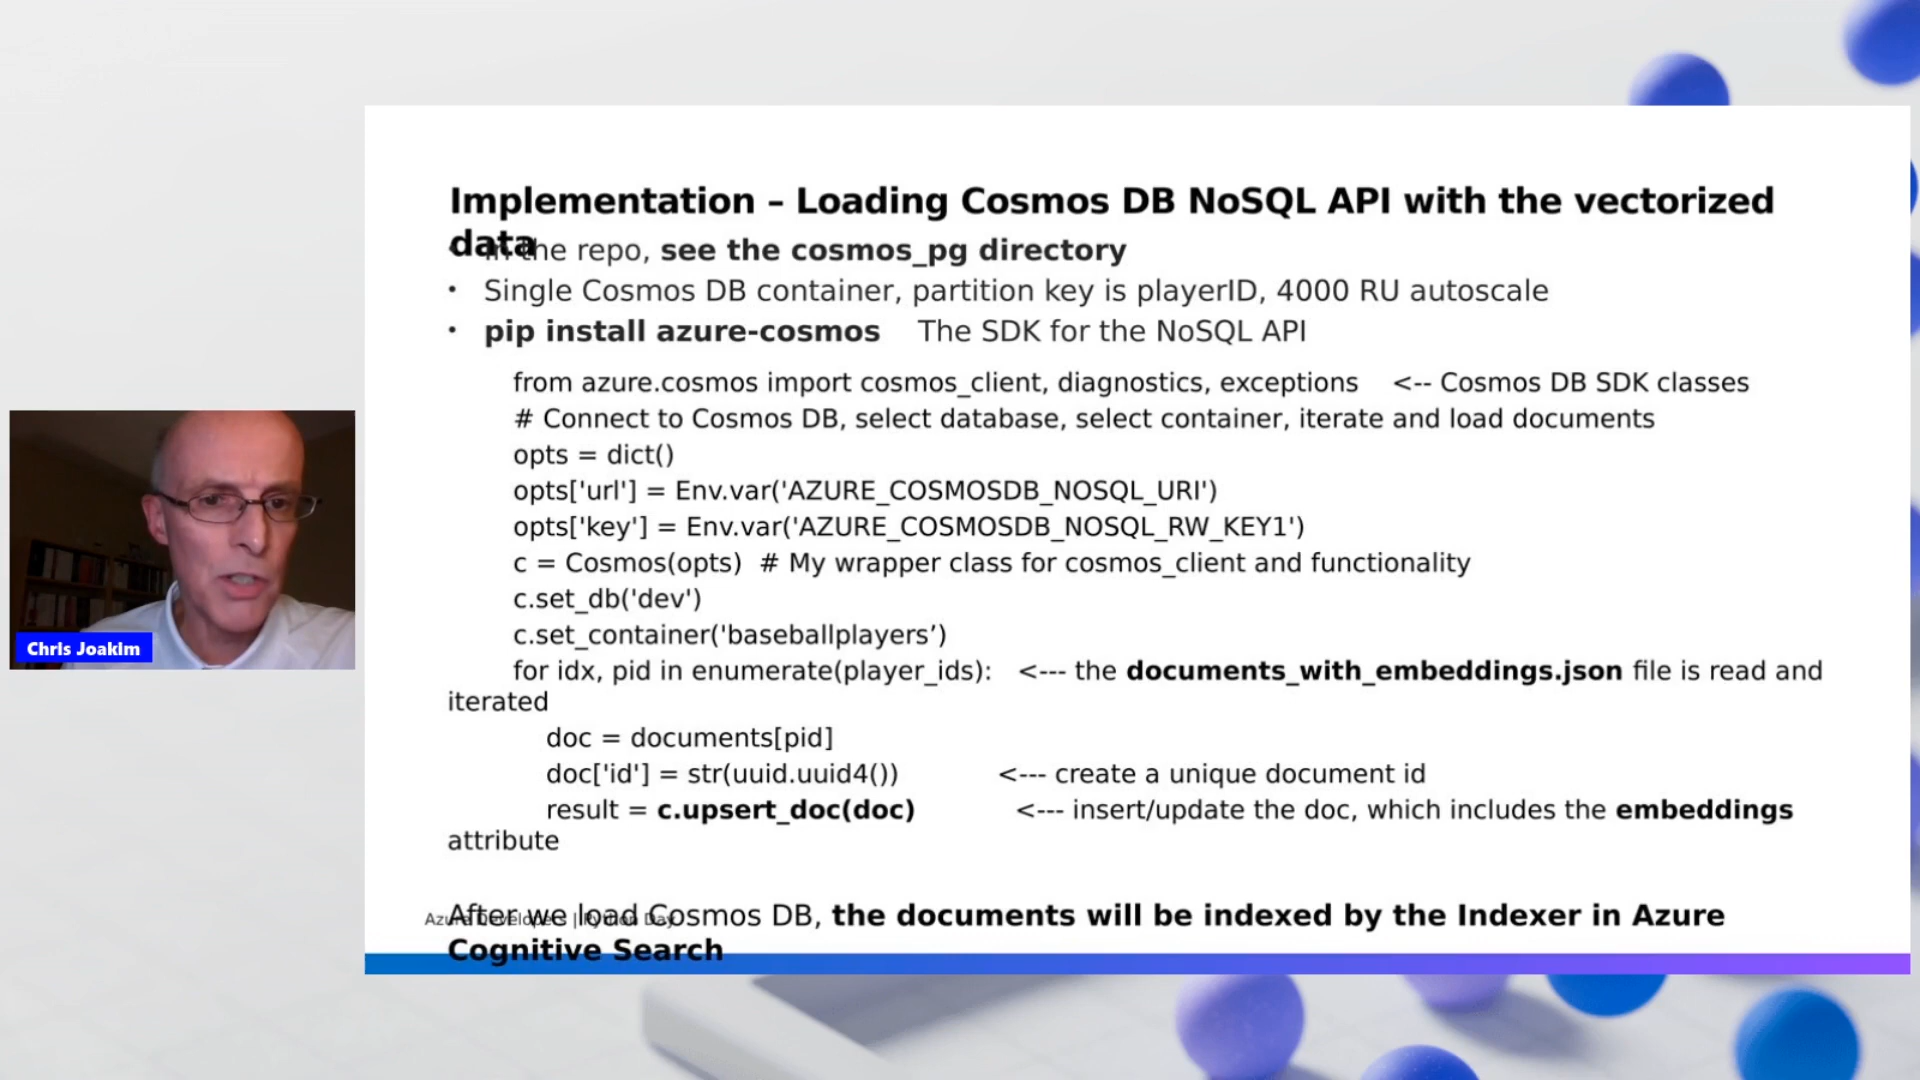 Implementation – Loading Cosmos DB NoSQL API with the vectorized
data
• In the repo, see the cosmos_pg directory
• Single Cosmos DB container, partition key is playerID, 4000 RU autoscale
• pip install azure-cosmos The SDK for the NoSQL API
from azure.cosmos import cosmos_client, diagnostics, exceptions <-- Cosmos DB SDK classes
# Connect to Cosmos DB, select database, select container, iterate and load documents
opts = dict()
opts['url'] = Env.var('AZURE_COSMOSDB_NOSQL_URI')
opts['key'] = Env.var('AZURE_COSMOSDB_NOSQL_RW_KEY1')
c = Cosmos(opts) # My wrapper class for cosmos_client and functionality
c.set_db('dev')
c.set_container('baseballplayers’)
for idx, pid in enumerate(player_ids): <--- the documents_with_embeddings.json file is read and
iterated
doc = documents[pid]
doc['id'] = str(uuid.uuid4()) <--- create a unique document id
result = c.upsert_doc(doc) <--- insert/update the doc, which includes the embeddings
attribute
After we load Cosmos DB, the documents will be indexed by the Indexer in Azure
Cognitive Search
Azure Developers | Python Day
Chris Joakim